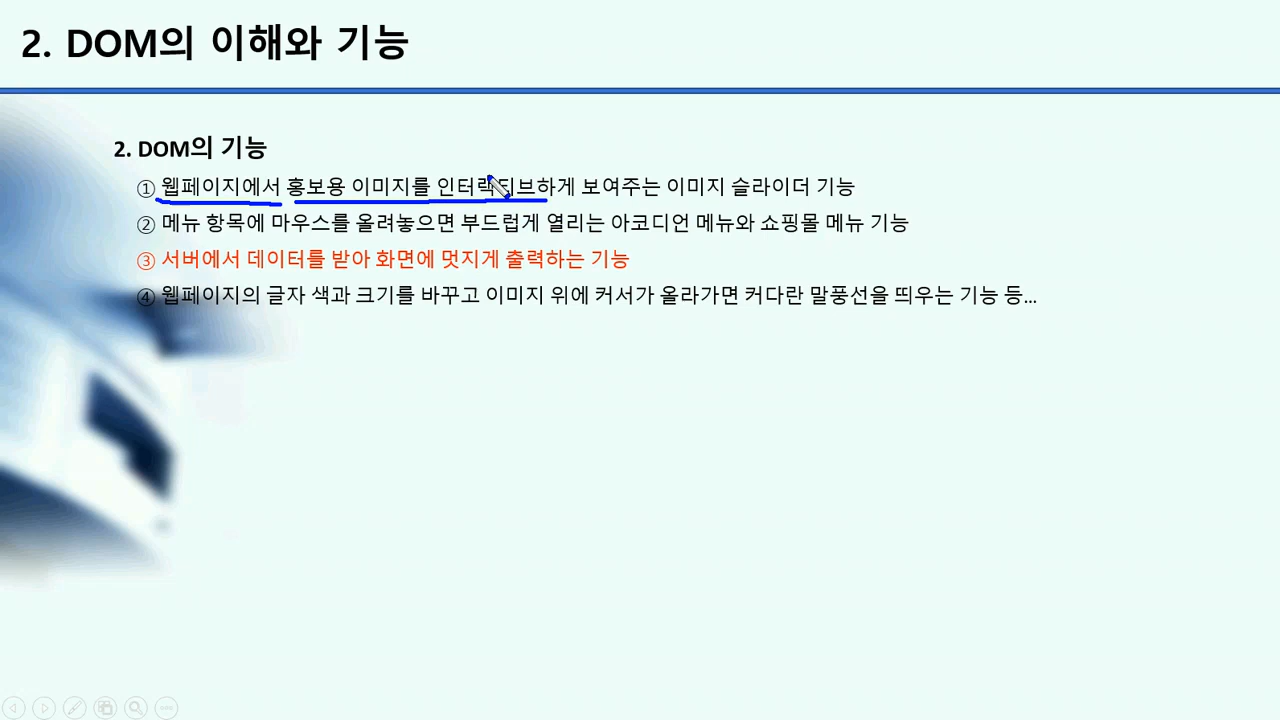 2. DOM의 이해와 기능
2. DOM의 기능
① 웹페이지에서 홍보용 이미지를 인터랙티브하게 보여주는 이미지 슬라이더 기능
② 메뉴 항목에 마우스를 올려놓으면 부드럽게 열리는 아코디언 메뉴와 쇼핑몰 메뉴 기능
③ 서버에서 데이터를 받아 화면에 멋지게 출력하는 기능
④ 웹페이지의 글자 색과 크기를 바꾸고 이미지 위에 커서가 올라가면 커다란 말풍선을 띄우는 기능 등...